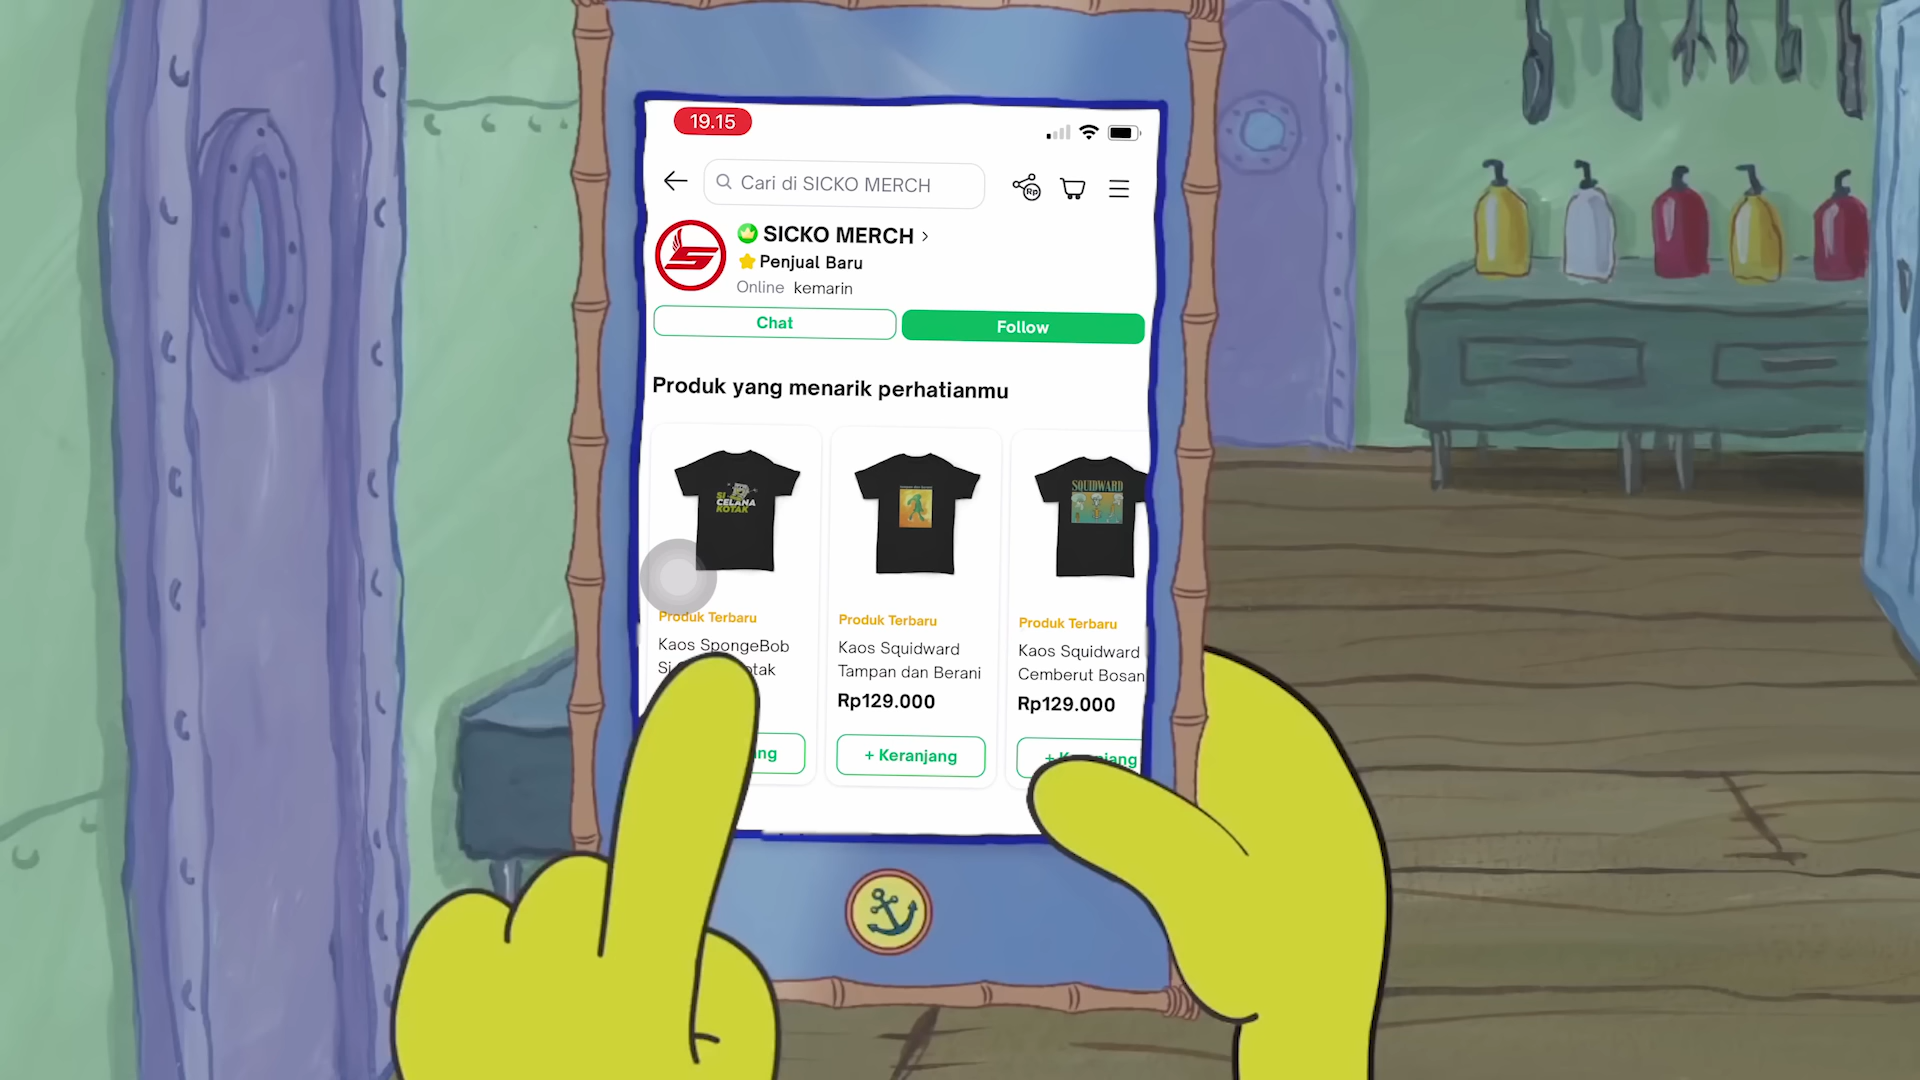 19.15
Cari di SICKO MERCH
SICKO MERCH
Penjual Baru
Online kemarin
Chat
Follow
Produk yang menarik perhatianmu
SI
CELANA
KOTAK
SQUIDWARD
Produk Terbaru
Kaos SpongeBob
Si
Produk Terbaru
Kaos Squidward
Tampan dan Berani
Rp129.000
+ Keranjang
Produk Terbaru
Kaos Squidward
Cemberut Bosan
Rp129.000